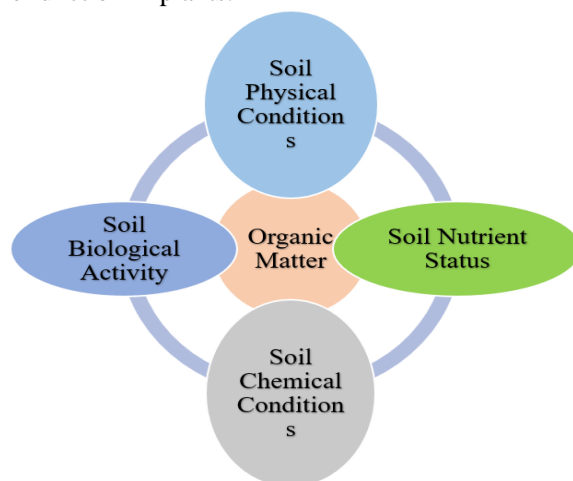 Soil
Physical
Condition
s
Soil
Biological
Activity
Organic
Matter
Soil Nutrient
Status
Soil
Chemical
Condition
s